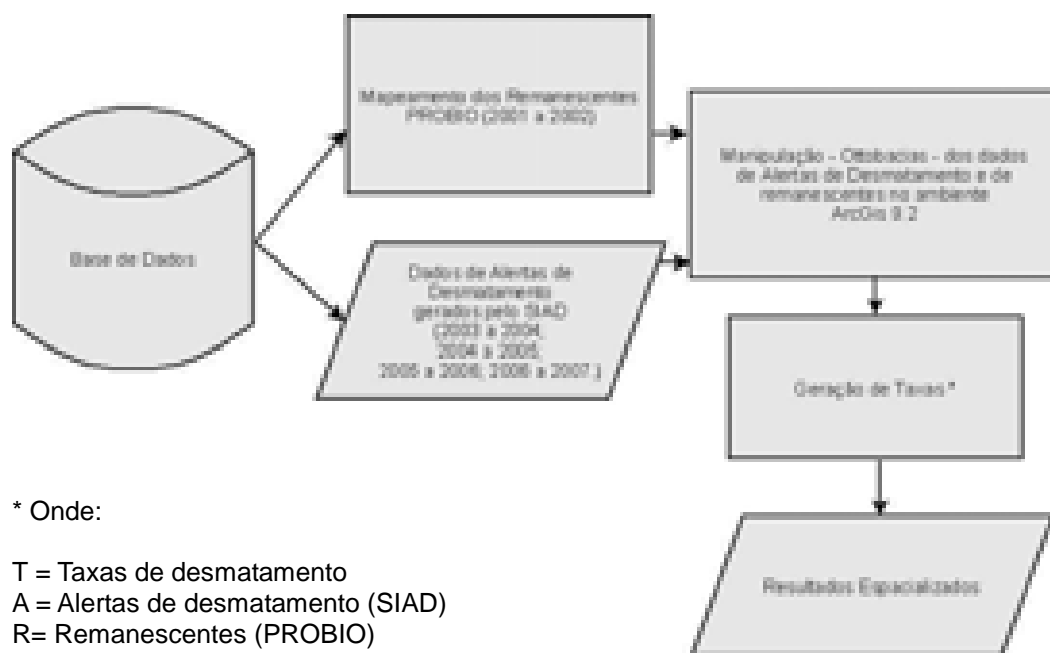 Mapeamento dos Remanescentes
PROBIO (2001 a 2002)
Manipulação - Ottobacias - dos dados
de Alertas de Desmatamento e de
remanescentes no ambiente
ArcGis 9.2
Base de Dados
Dados de Alertas de
Desmatamento
gerados pelo SIAD
(2003 a 2004;
2004 a 2005;
2005 a 2006; 2006 a 2007.)
Geração de Taxas *
Resultados Espacializados
* Onde:
T = Taxas de desmatamento
A = Alertas de desmatamento (SIAD)
R= Remanescentes (PROBIO)